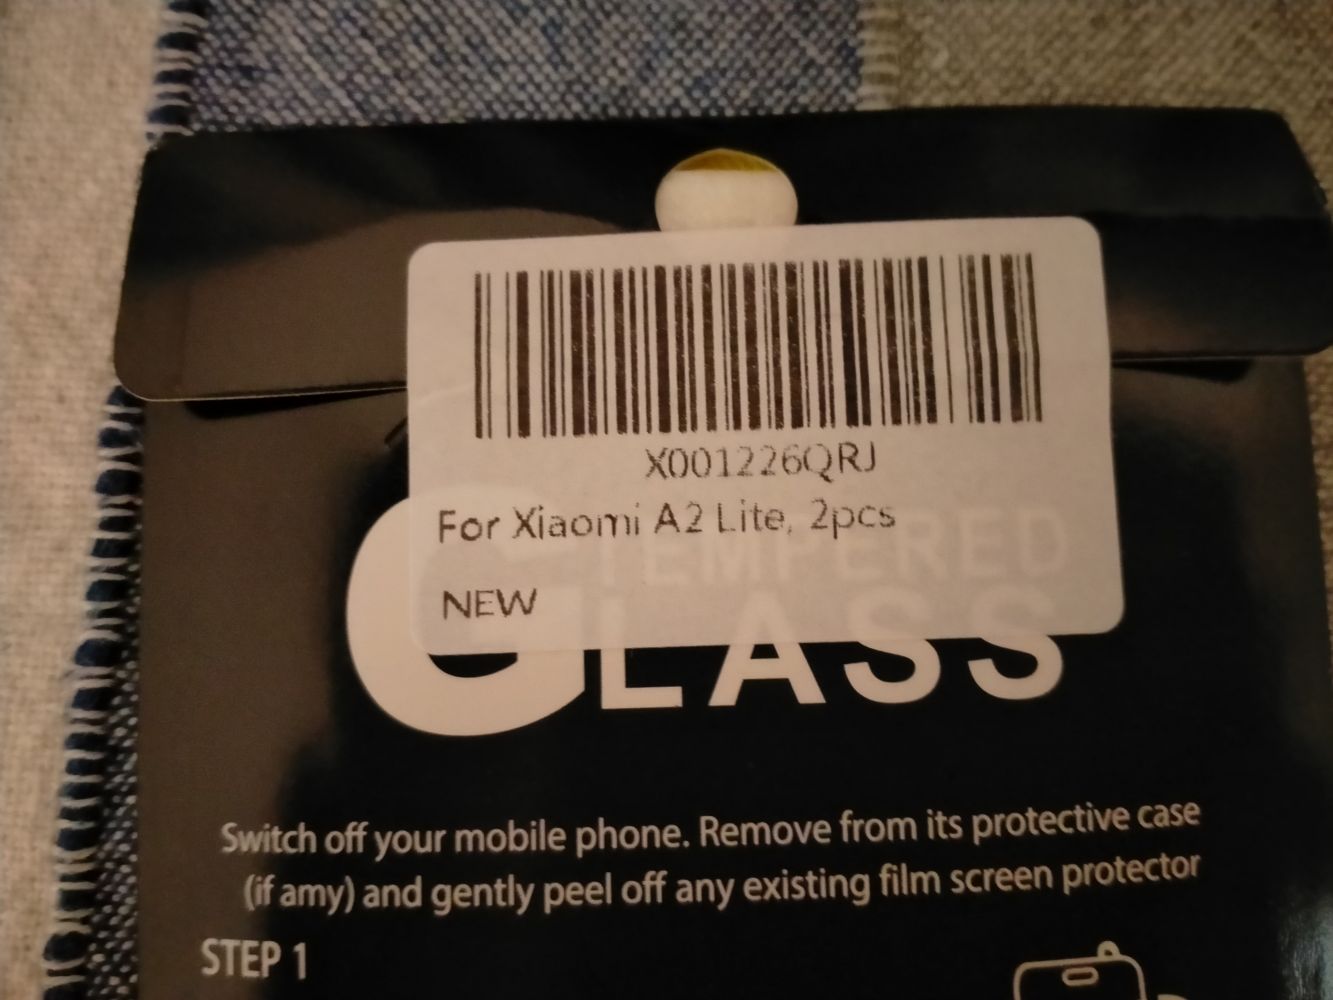 X001226QRJ
For Xiaomi A2 Lite, 2pcs
NEW
TEMPERED
GLASS
Switch off your mobile phone. Remove from its protective case
(if amy) and gently peel off any existing film screen protector
STEP 1